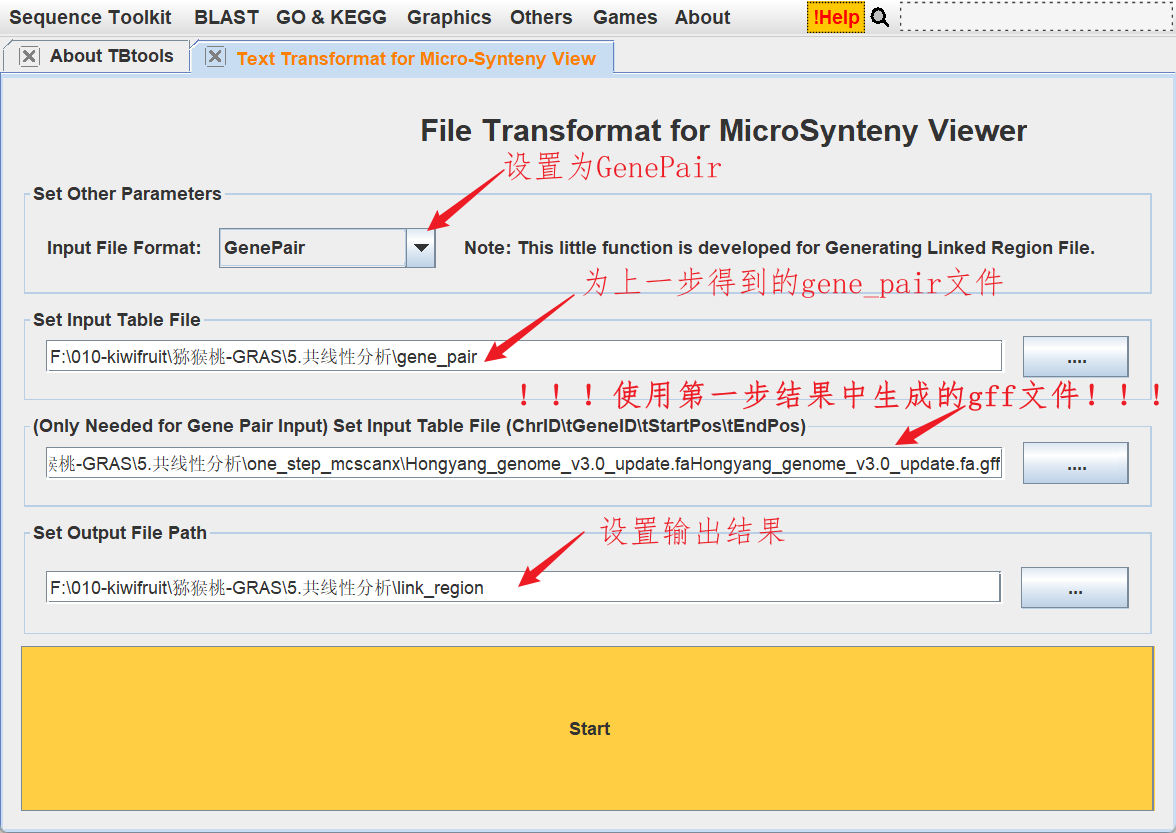 Sequence Toolkit BLAST GO & KEGG Graphics Others Games About !Help
About TBtools Text Transformat for Micro-Synteny View
File Transformat for MicroSynteny Viewer
设置为GenePair
Set Other Parameters
Input File Format: GenePair Note: This little function is developed for Generating Linked Region File.
为上一步得到的gene_pair文件
Set Input Table File
F:\010-kiwifruit\猕猴桃-GRAS\5.共线性分析\gene_pair ....
！！！使用第一步结果中生成的gff文件！！！
(Only Needed for Gene Pair Input) Set Input Table File (ChrID\tGeneID\tStartPos\tEndPos)
猴桃-GRAS\5.共线性分析\one_step_mcscanx\Hongyang_genome_v3.0_update.faHongyang_genome_v3.0_update.fa.gff ....
Set Output File Path
设置输出结果
F:\010-kiwifruit\猕猴桃-GRAS\5.共线性分析\link_region ...
Start